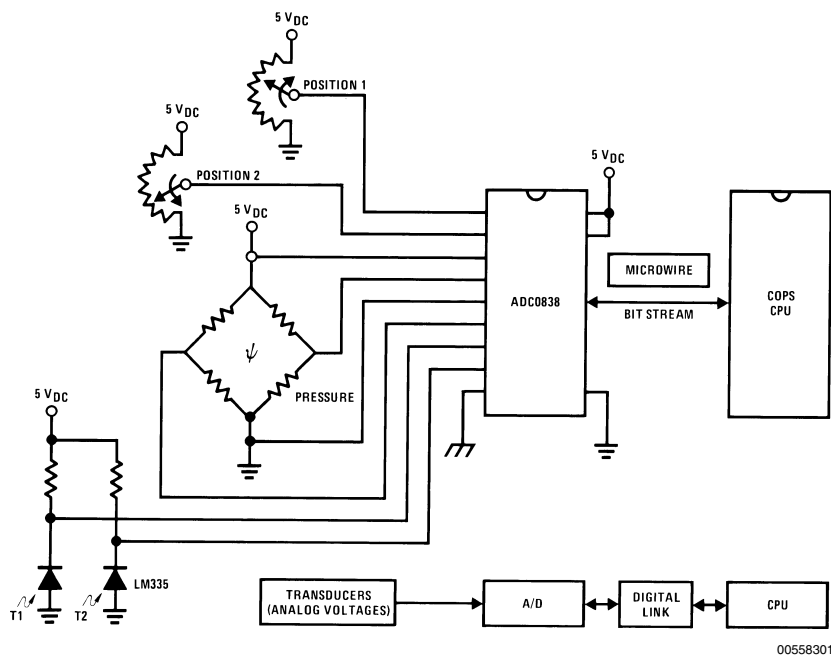 5 VDC
POSITION 1
5 VDC
POSITION 2
5 VDC
5 VDC
ADC0838
MICROWIRE
BIT STREAM
COPS
CPU
ψ
PRESSURE
5 VDC
LM335
T1
T2
TRANSDUCERS
(ANALOG VOLTAGES)
A/D
DIGITAL
LINK
CPU
00558301